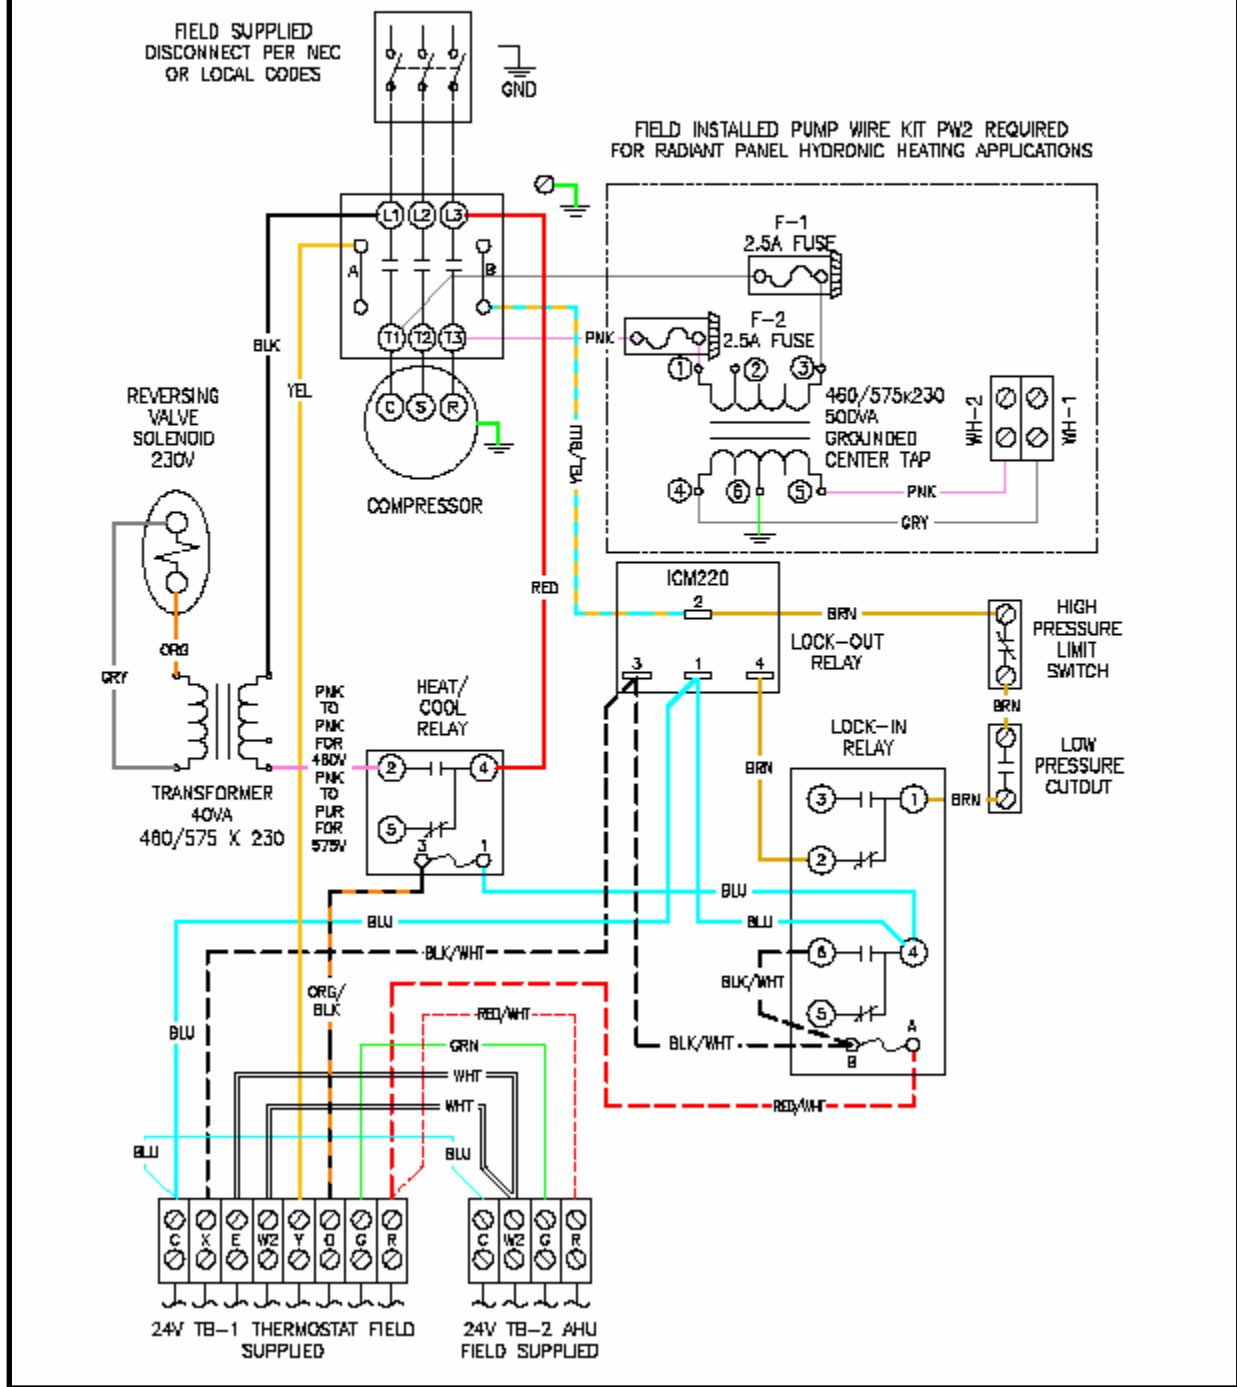 FIELD SUPPLIED
DISCONNECT PER NEC
OR LOCAL CODES
GND
FIELD INSTALLED PUMP WIRE KIT PW2 REQUIRED
FOR RADIANT PANEL HYDRONIC HEATING APPLICATIONS
L1 L2 L3
A
B
T1 T2 T3
C S R
COMPRESSOR
BLK
YEL
YEL/BLU
RED
F-1
2.5A FUSE
F-2
2.5A FUSE
PNK
1 2 3
460/575x230
500VA
GROUNDED
CENTER TAP
4 6 5
WH-2
WH-1
PNK
GRY
REVERSING
VALVE
SOLENOID
230V
ORG
GRY
TRANSFORMER
40VA
460/575 X 230
PNK
TO
PNK
FOR
460V
PNK
TO
PUR
FOR
575V
HEAT/
COOL
RELAY
2 4
5
3 1
ICM220
2
3 1 4
LOCK-OUT
RELAY
BRN
HIGH
PRESSURE
LIMIT
SWITCH
BRN
LOW
PRESSURE
CUTOUT
LOCK-IN
RELAY
BRN
BRN
3 1
2
6 4
5
A
B
BLU
BLU
BLU
BLK/WHT
BLK/WHT
BLK/WHT
ORG/
BLK
RED/WHT
BLU
GRN
WHT
WHT
RED/WHT
BLU
BLU
C X E W2 Y O G R
C W2 G R
24V TB-1 THERMOSTAT FIELD
SUPPLIED
24V TB-2 AHU
FIELD SUPPLIED